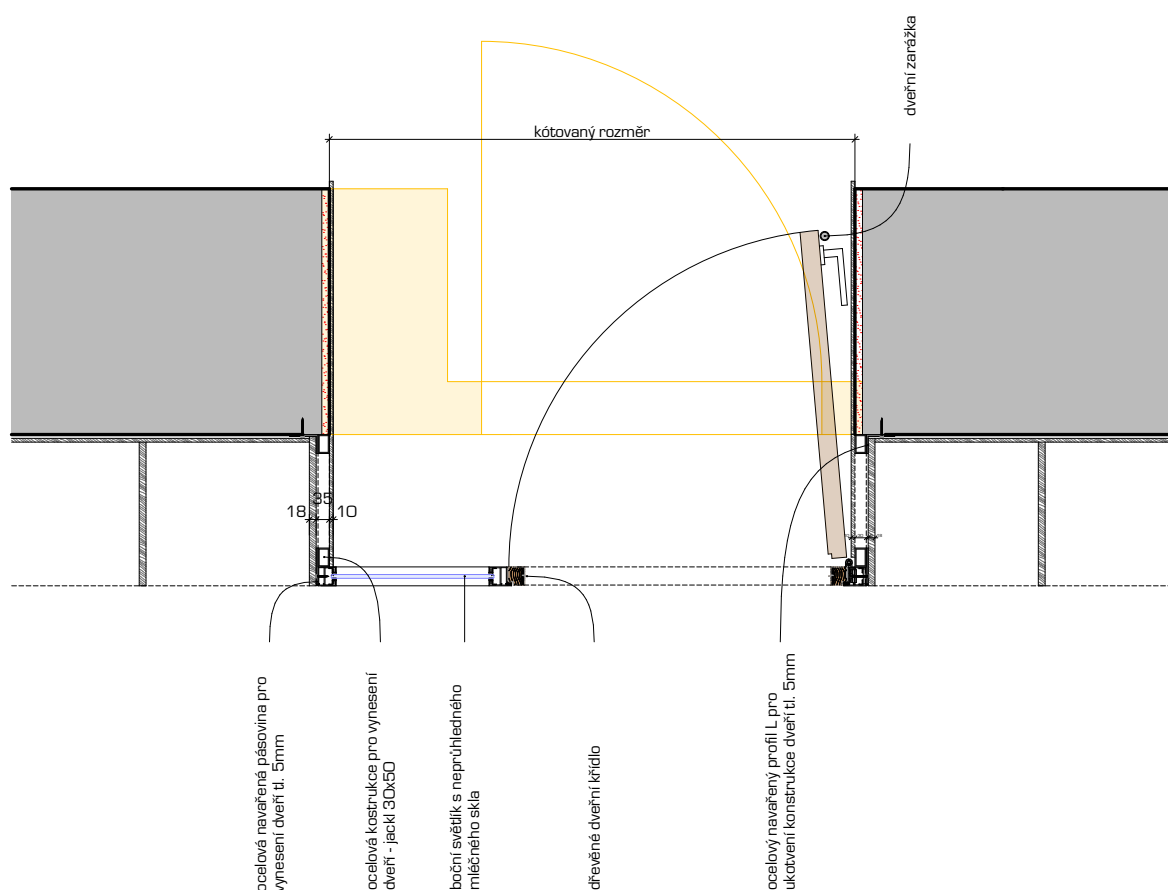 dveřní zarážka
kótovaný rozměr
35
18
10
ocelová navařená pásovina pro
vynesení dveří tl. 5mm
ocelová kostrukce pro vynesení
dveří - jackl 30x50
boční světlík s neprůhledného
mléčného skla
dřevěné dveřní křídlo
ocelový navařený profil L pro
ukotvení konstrukce dveří tl. 5mm